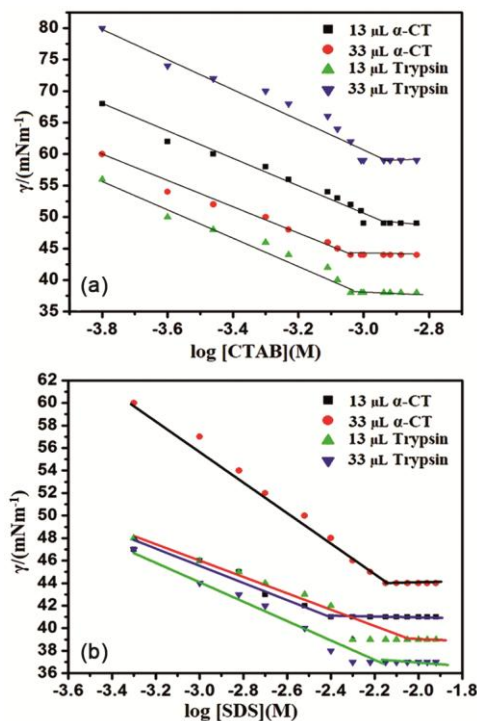 (a)
13 μL α-CT
33 μL α-CT
13 μL Trypsin
33 μL Trypsin
γ/(mNm⁻¹)
80
75
70
65
60
55
50
45
40
35
-3.8 -3.6 -3.4 -3.2 -3.0 -2.8
log [CTAB](M)
(b)
13 μL α-CT
33 μL α-CT
13 μL Trypsin
33 μL Trypsin
γ/(mNm⁻¹)
62
60
58
56
54
52
50
48
46
44
42
40
38
36
-3.6 -3.4 -3.2 -3.0 -2.8 -2.6 -2.4 -2.2 -2.1 -1.9 -1.8
log [SDS](M)